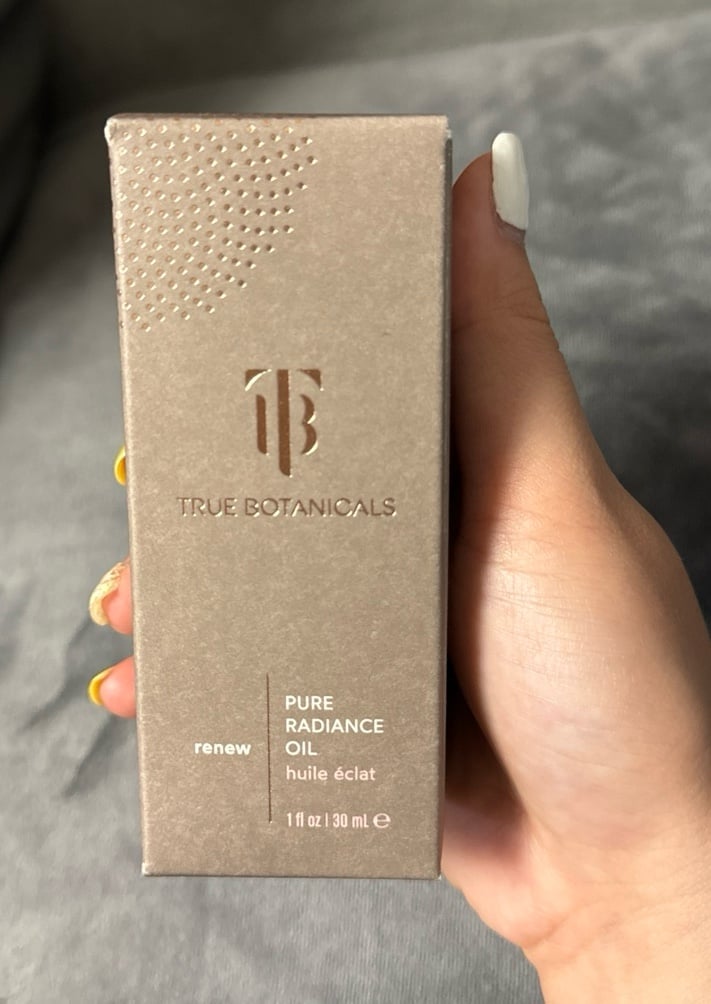 TB
TRUE BOTANICALS
renew
PURE
RADIANCE
OIL
huile éclat
1 fl oz | 30 mL ℮